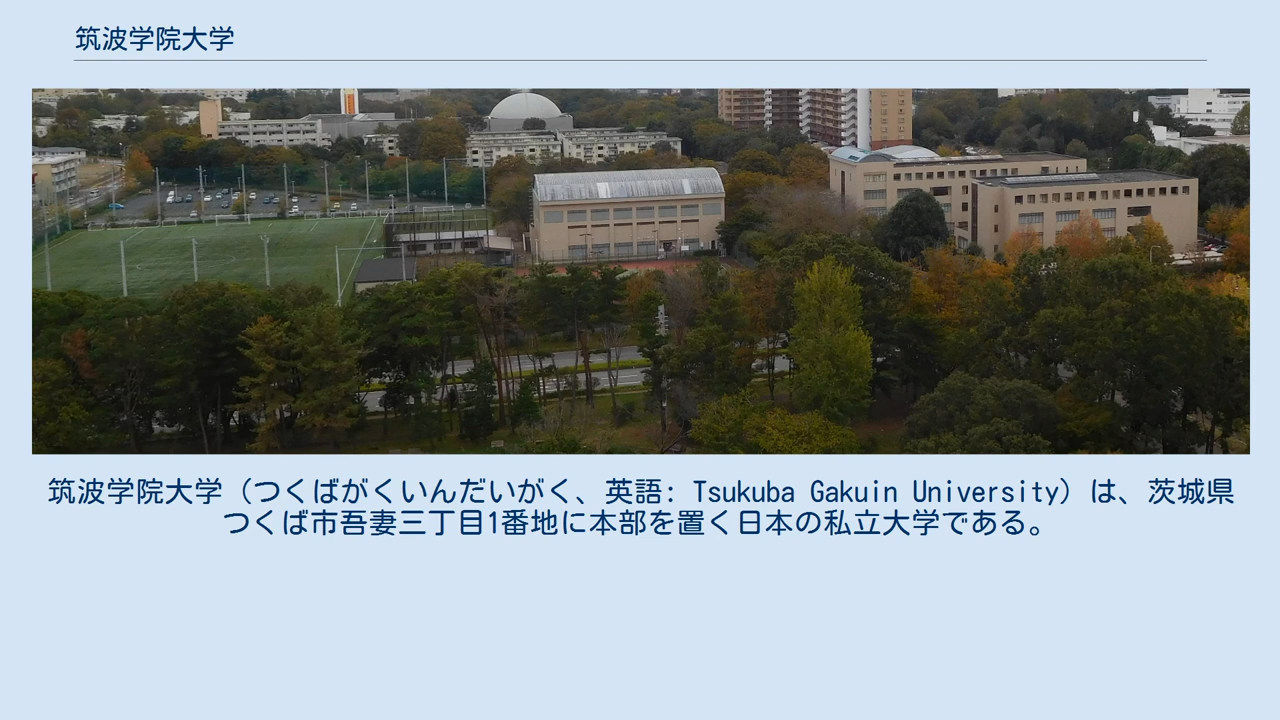 筑波学院大学
筑波学院大学（つくばがくいんだいがく、英語: Tsukuba Gakuin University）は、茨城県
つくば市吾妻三丁目1番地に本部を置く日本の私立大学である。